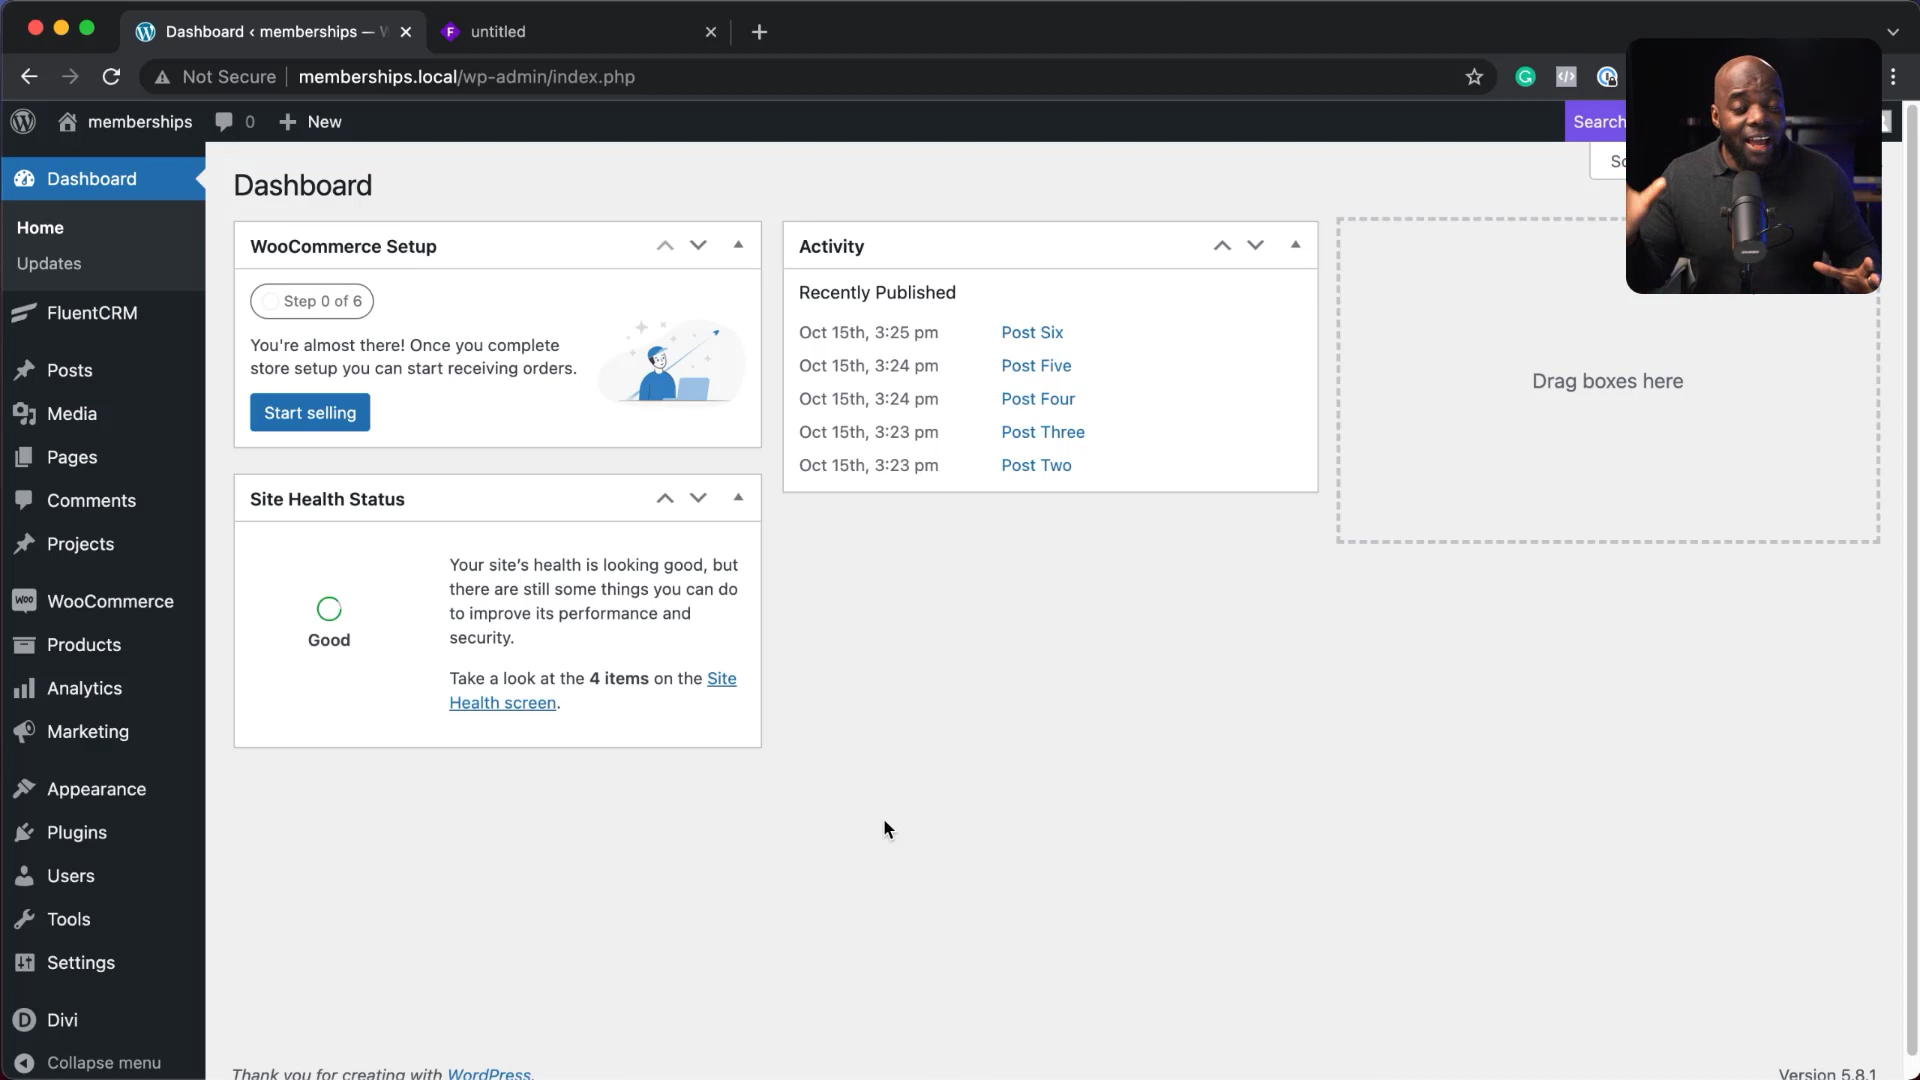 Dashboard ‹ memberships — W
untitled
Not Secure
memberships.local/wp-admin/index.php
memberships
0
New
Search
Dashboard
Home
Updates
FluentCRM
Posts
Media
Pages
Comments
Projects
WooCommerce
Products
Analytics
Marketing
Appearance
Plugins
Users
Tools
Settings
Divi
Collapse menu
Dashboard
WooCommerce Setup
Step 0 of 6
You're almost there! Once you complete
store setup you can start receiving orders.
Start selling
Site Health Status
Good
Your site's health is looking good, but
there are still some things you can do
to improve its performance and
security.
Take a look at the 4 items on the Site
Health screen.
Activity
Recently Published
Oct 15th, 3:25 pm Post Six
Oct 15th, 3:24 pm Post Five
Oct 15th, 3:24 pm Post Four
Oct 15th, 3:23 pm Post Three
Oct 15th, 3:23 pm Post Two
Drag boxes here
Thank you for creating with WordPress.
Version 5.8.1